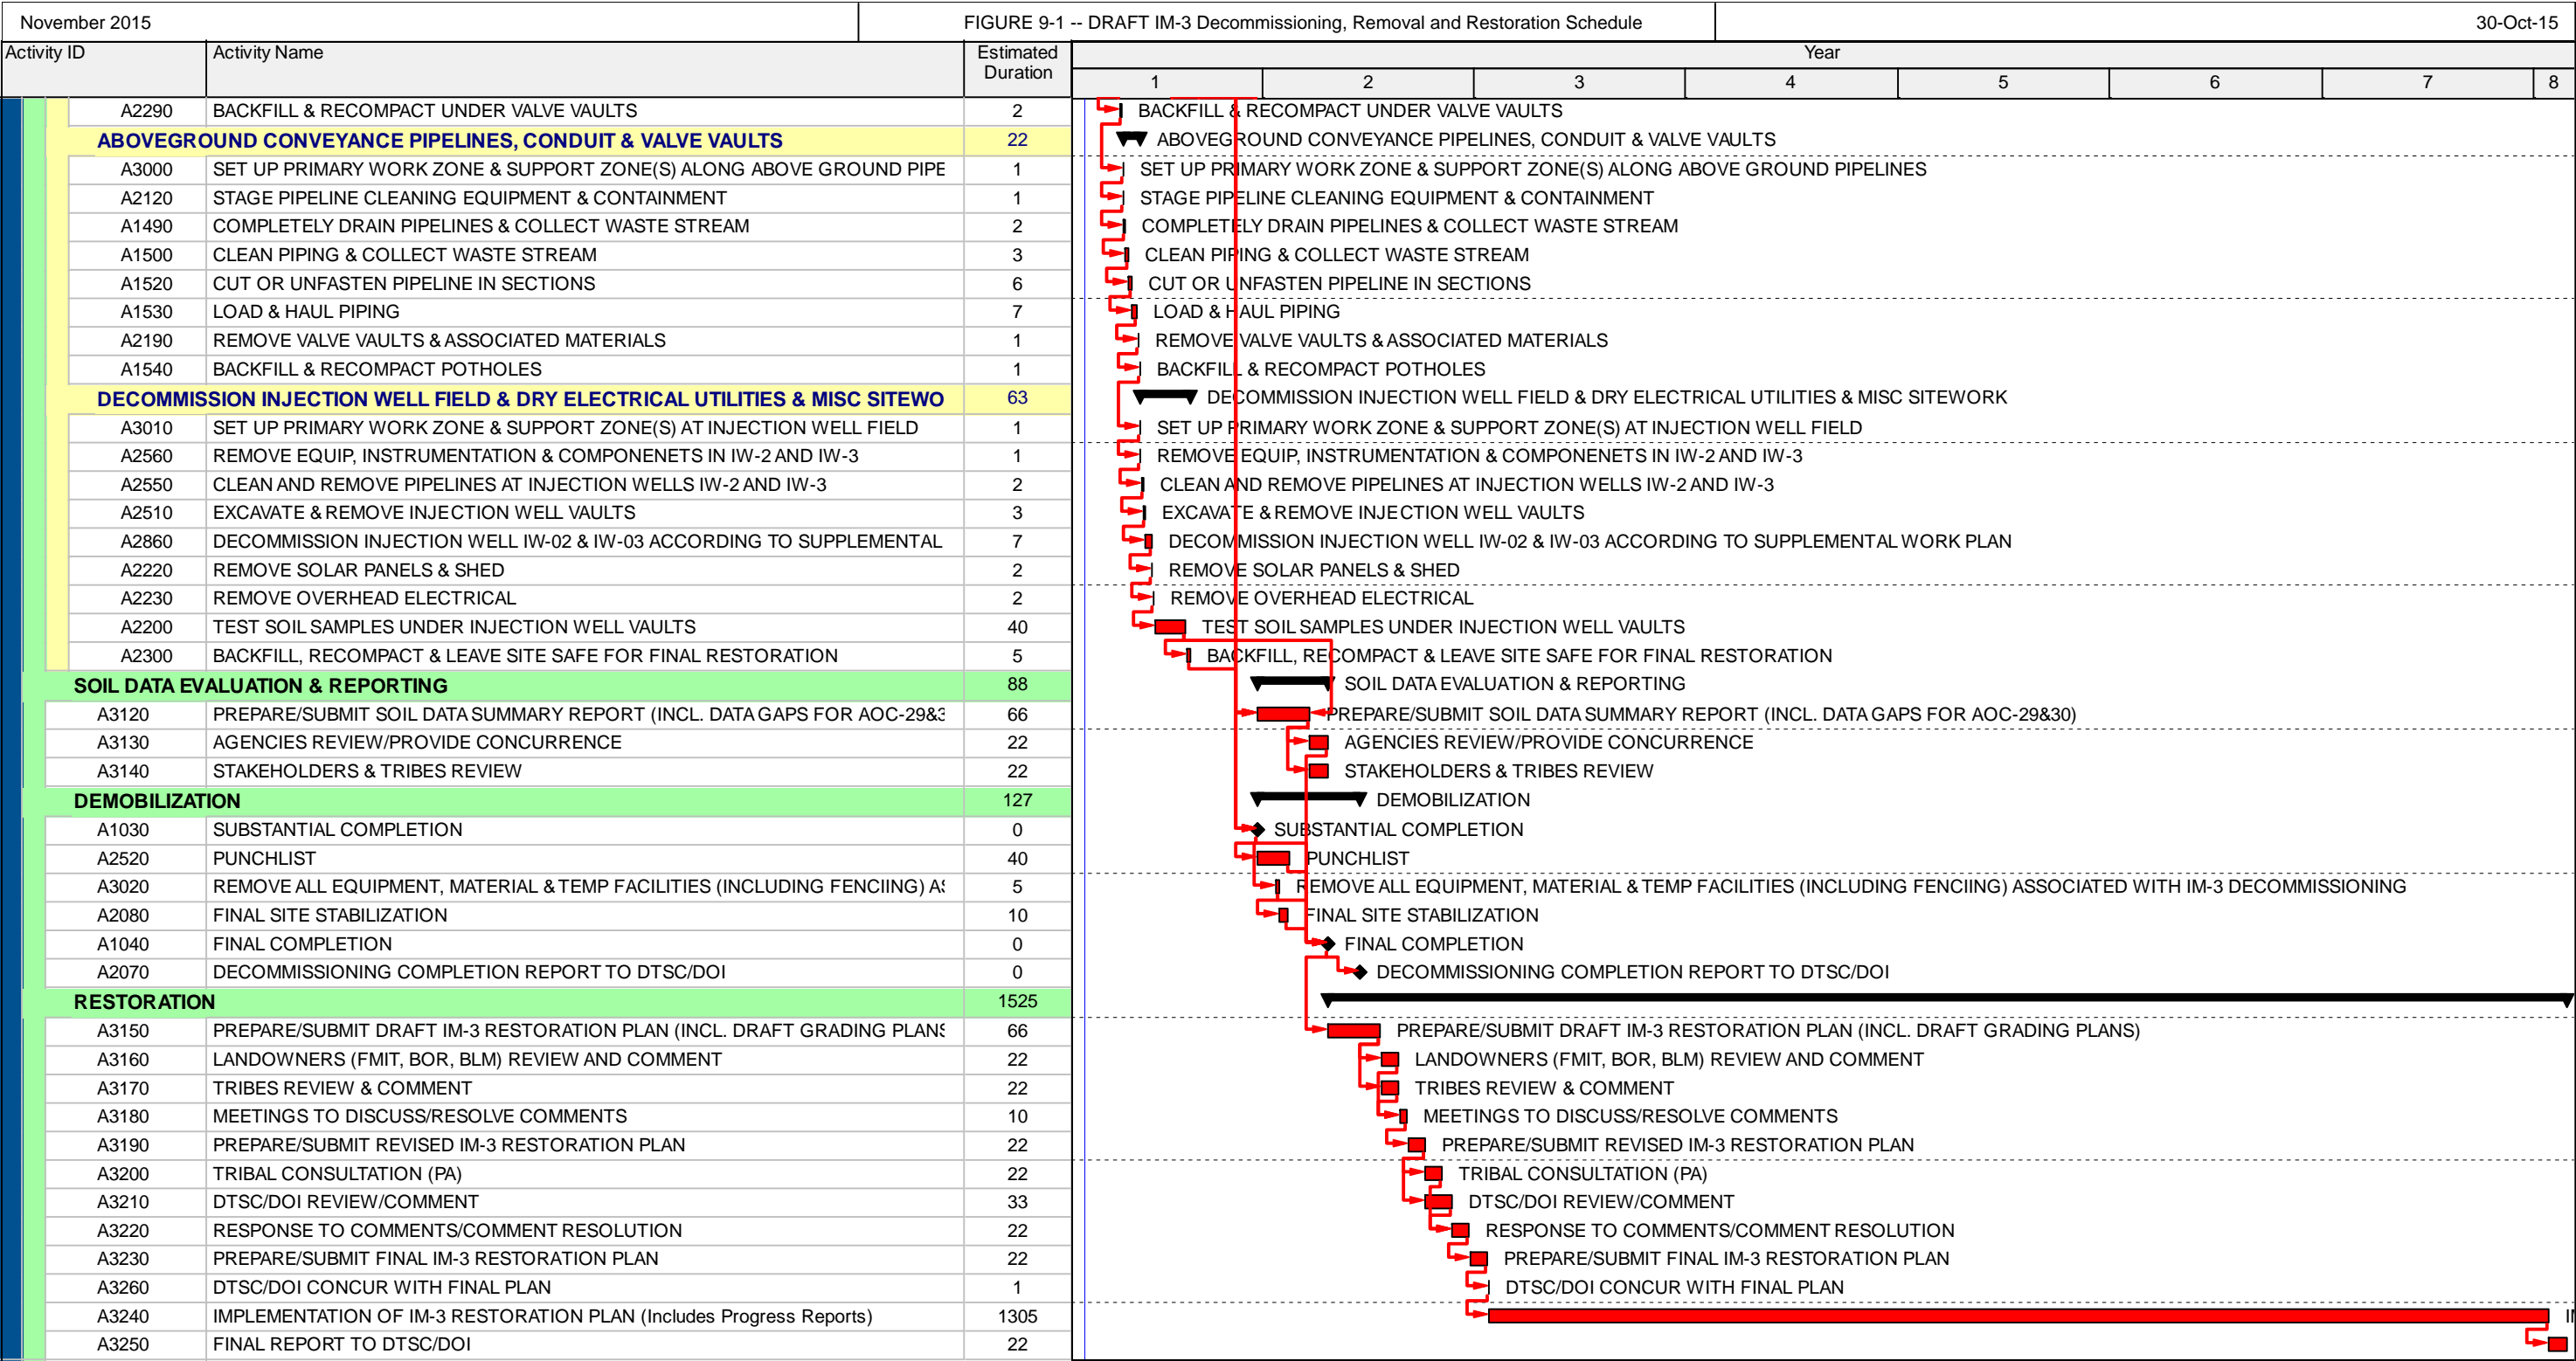 November 2015 FIGURE 9-1 -- DRAFT IM-3 Decommissioning, Removal and Restoration Schedule 30-Oct-15
Activity ID Activity Name Estimated Duration Year
1 2 3 4 5 6 7 8
A2290 BACKFILL & RECOMPACT UNDER VALVE VAULTS 2 BACKFILL & RECOMPACT UNDER VALVE VAULTS
ABOVEGROUND CONVEYANCE PIPELINES, CONDUIT & VALVE VAULTS 22 ABOVEGROUND CONVEYANCE PIPELINES, CONDUIT & VALVE VAULTS
A3000 SET UP PRIMARY WORK ZONE & SUPPORT ZONE(S) ALONG ABOVE GROUND PIPE 1 SET UP PRIMARY WORK ZONE & SUPPORT ZONE(S) ALONG ABOVE GROUND PIPELINES
A2120 STAGE PIPELINE CLEANING EQUIPMENT & CONTAINMENT 1 STAGE PIPELINE CLEANING EQUIPMENT & CONTAINMENT
A1490 COMPLETELY DRAIN PIPELINES & COLLECT WASTE STREAM 2 COMPLETELY DRAIN PIPELINES & COLLECT WASTE STREAM
A1500 CLEAN PIPING & COLLECT WASTE STREAM 3 CLEAN PIPING & COLLECT WASTE STREAM
A1520 CUT OR UNFASTEN PIPELINE IN SECTIONS 6 CUT OR UNFASTEN PIPELINE IN SECTIONS
A1530 LOAD & HAUL PIPING 7 LOAD & HAUL PIPING
A2190 REMOVE VALVE VAULTS & ASSOCIATED MATERIALS 1 REMOVE VALVE VAULTS & ASSOCIATED MATERIALS
A1540 BACKFILL & RECOMPACT POTHOLES 1 BACKFILL & RECOMPACT POTHOLES
DECOMMISSION INJECTION WELL FIELD & DRY ELECTRICAL UTILITIES & MISC SITEWO 63 DECOMMISSION INJECTION WELL FIELD & DRY ELECTRICAL UTILITIES & MISC SITEWORK
A3010 SET UP PRIMARY WORK ZONE & SUPPORT ZONE(S) AT INJECTION WELL FIELD 1 SET UP PRIMARY WORK ZONE & SUPPORT ZONE(S) AT INJECTION WELL FIELD
A2560 REMOVE EQUIP, INSTRUMENTATION & COMPONENETS IN IW-2 AND IW-3 1 REMOVE EQUIP, INSTRUMENTATION & COMPONENETS IN IW-2 AND IW-3
A2550 CLEAN AND REMOVE PIPELINES AT INJECTION WELLS IW-2 AND IW-3 2 CLEAN AND REMOVE PIPELINES AT INJECTION WELLS IW-2 AND IW-3
A2510 EXCAVATE & REMOVE INJECTION WELL VAULTS 3 EXCAVATE & REMOVE INJECTION WELL VAULTS
A2860 DECOMMISSION INJECTION WELL IW-02 & IW-03 ACCORDING TO SUPPLEMENTAL 7 DECOMMISSION INJECTION WELL IW-02 & IW-03 ACCORDING TO SUPPLEMENTAL WORK PLAN
A2220 REMOVE SOLAR PANELS & SHED 2 REMOVE SOLAR PANELS & SHED
A2230 REMOVE OVERHEAD ELECTRICAL 2 REMOVE OVERHEAD ELECTRICAL
A2200 TEST SOIL SAMPLES UNDER INJECTION WELL VAULTS 40 TEST SOIL SAMPLES UNDER INJECTION WELL VAULTS
A2300 BACKFILL, RECOMPACT & LEAVE SITE SAFE FOR FINAL RESTORATION 5 BACKFILL, RECOMPACT & LEAVE SITE SAFE FOR FINAL RESTORATION
SOIL DATA EVALUATION & REPORTING 88 SOIL DATA EVALUATION & REPORTING
A3120 PREPARE/SUBMIT SOIL DATA SUMMARY REPORT (INCL. DATA GAPS FOR AOC-29&3 66 PREPARE/SUBMIT SOIL DATA SUMMARY REPORT (INCL. DATA GAPS FOR AOC-29&30)
A3130 AGENCIES REVIEW/PROVIDE CONCURRENCE 22 AGENCIES REVIEW/PROVIDE CONCURRENCE
A3140 STAKEHOLDERS & TRIBES REVIEW 22 STAKEHOLDERS & TRIBES REVIEW
DEMOBILIZATION 127 DEMOBILIZATION
A1030 SUBSTANTIAL COMPLETION 0 SUBSTANTIAL COMPLETION
A2520 PUNCHLIST 40 PUNCHLIST
A3020 REMOVE ALL EQUIPMENT, MATERIAL & TEMP FACILITIES (INCLUDING FENCIING) AS 5 REMOVE ALL EQUIPMENT, MATERIAL & TEMP FACILITIES (INCLUDING FENCIING) ASSOCIATED WITH IM-3 DECOMMISSIONING
A2080 FINAL SITE STABILIZATION 10 FINAL SITE STABILIZATION
A1040 FINAL COMPLETION 0 FINAL COMPLETION
A2070 DECOMMISSIONING COMPLETION REPORT TO DTSC/DOI 0 DECOMMISSIONING COMPLETION REPORT TO DTSC/DOI
RESTORATION 1525
A3150 PREPARE/SUBMIT DRAFT IM-3 RESTORATION PLAN (INCL. DRAFT GRADING PLANS 66 PREPARE/SUBMIT DRAFT IM-3 RESTORATION PLAN (INCL. DRAFT GRADING PLANS)
A3160 LANDOWNERS (FMIT, BOR, BLM) REVIEW AND COMMENT 22 LANDOWNERS (FMIT, BOR, BLM) REVIEW AND COMMENT
A3170 TRIBES REVIEW & COMMENT 22 TRIBES REVIEW & COMMENT
A3180 MEETINGS TO DISCUSS/RESOLVE COMMENTS 10 MEETINGS TO DISCUSS/RESOLVE COMMENTS
A3190 PREPARE/SUBMIT REVISED IM-3 RESTORATION PLAN 22 PREPARE/SUBMIT REVISED IM-3 RESTORATION PLAN
A3200 TRIBAL CONSULTATION (PA) 22 TRIBAL CONSULTATION (PA)
A3210 DTSC/DOI REVIEW/COMMENT 33 DTSC/DOI REVIEW/COMMENT
A3220 RESPONSE TO COMMENTS/COMMENT RESOLUTION 22 RESPONSE TO COMMENTS/COMMENT RESOLUTION
A3230 PREPARE/SUBMIT FINAL IM-3 RESTORATION PLAN 22 PREPARE/SUBMIT FINAL IM-3 RESTORATION PLAN
A3260 DTSC/DOI CONCUR WITH FINAL PLAN 1 DTSC/DOI CONCUR WITH FINAL PLAN
A3240 IMPLEMENTATION OF IM-3 RESTORATION PLAN (Includes Progress Reports) 1305
A3250 FINAL REPORT TO DTSC/DOI 22